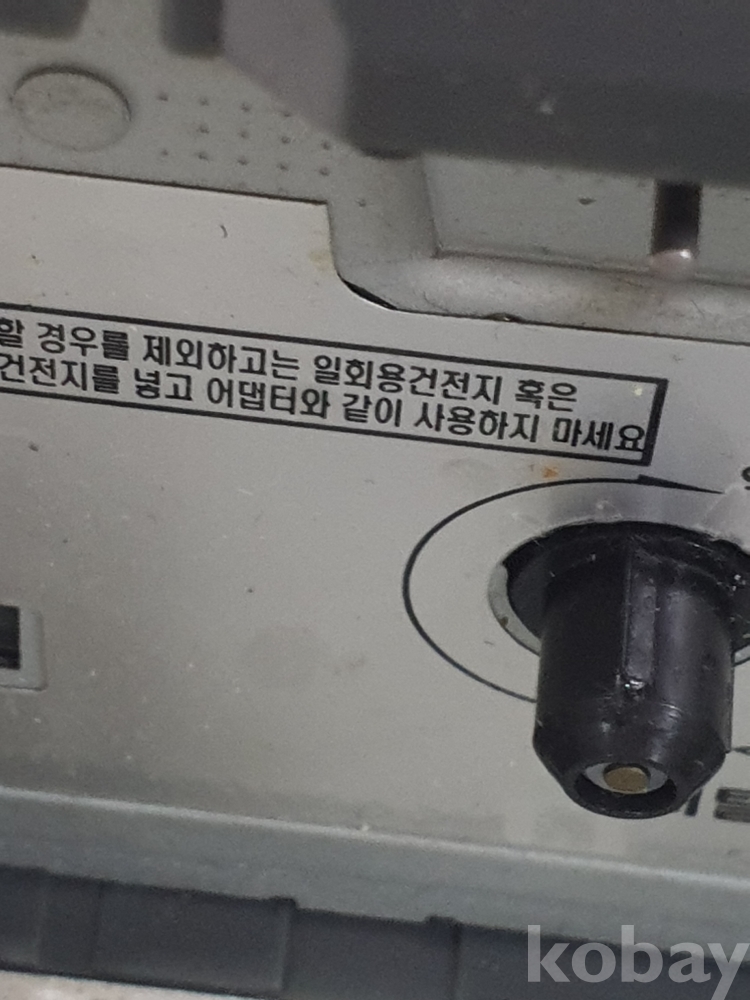 할 경우를 제외하고는 일회용건전지 혹은
건전지를 넣고 어댑터와 같이 사용하지 마세요
kobay